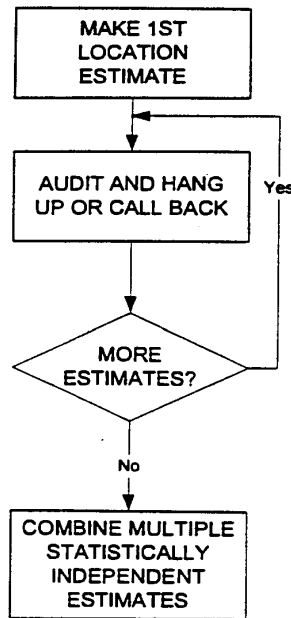 MAKE 1ST
LOCATION
ESTIMATE
AUDIT AND HANG
UP OR CALL BACK
Yes
MORE
ESTIMATES?
No
COMBINE MULTIPLE
STATISTICALLY
INDEPENDENT
ESTIMATES